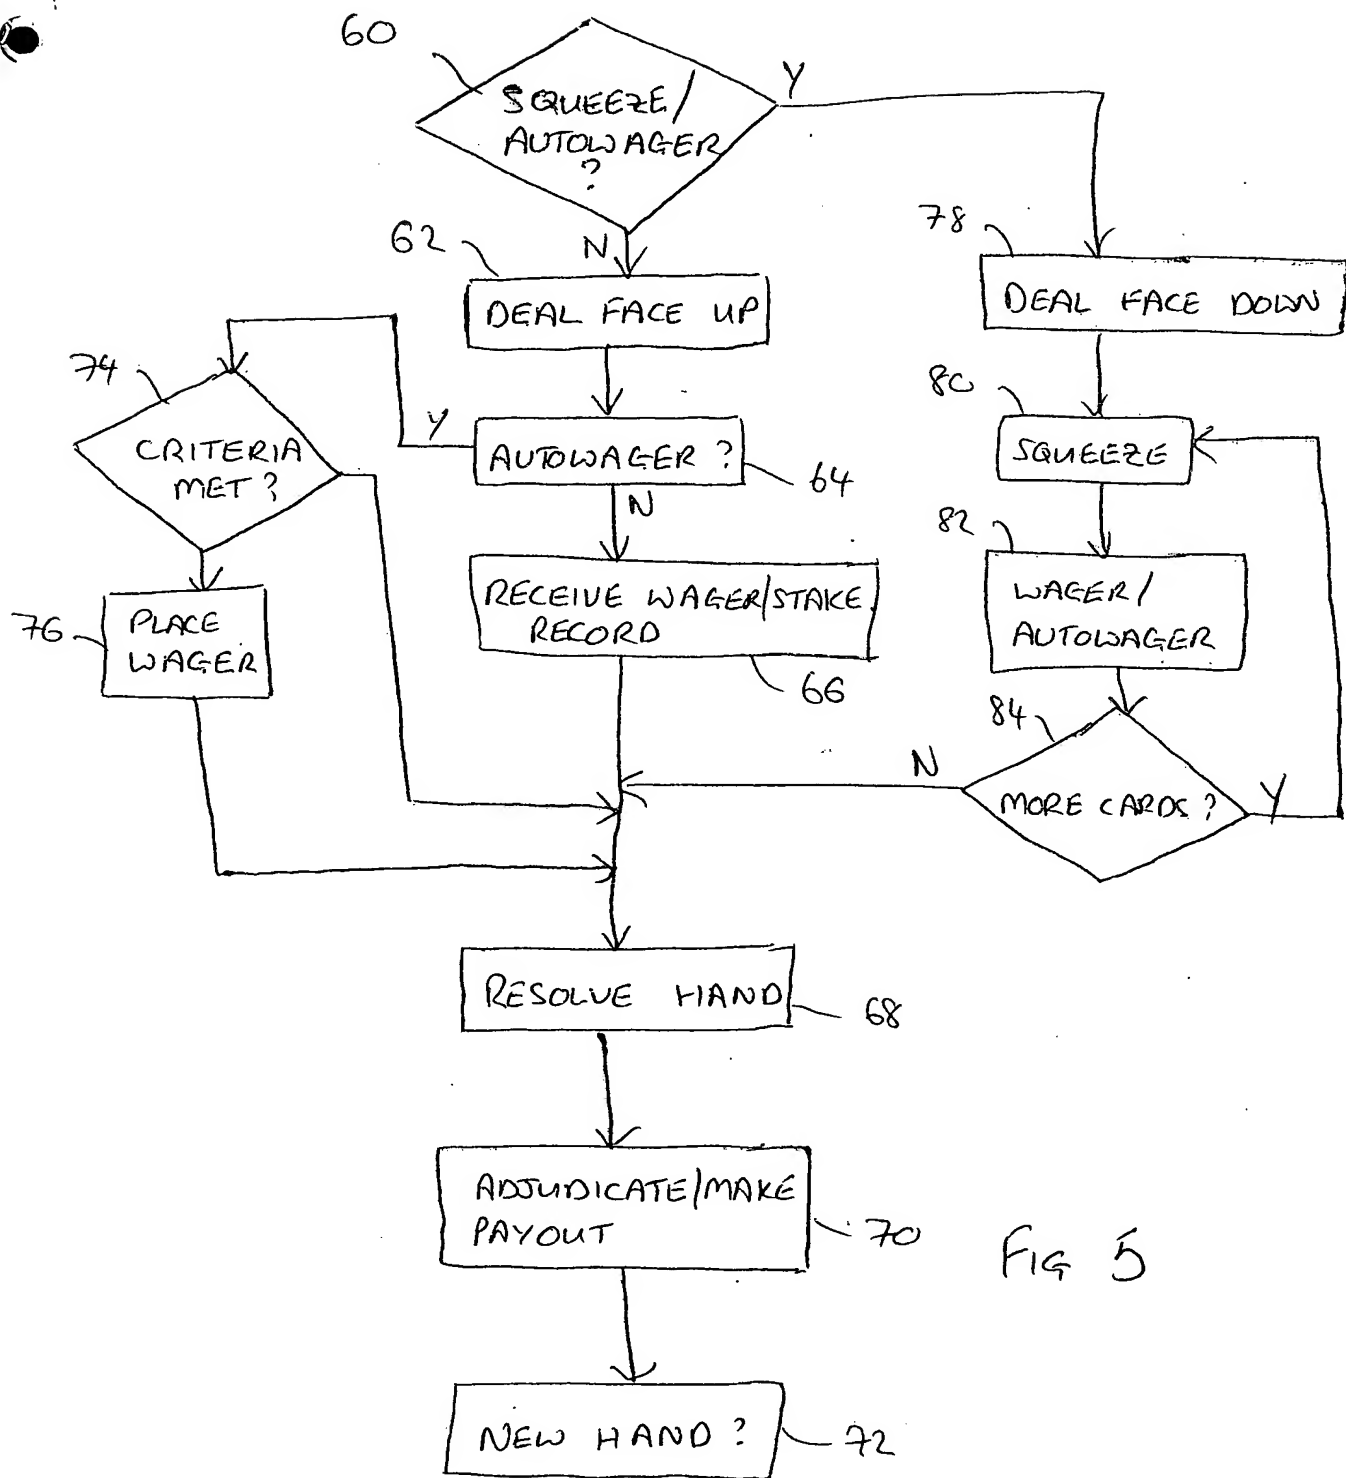 60
SQUEEZE/
AUTOWAGER
?
Y
N
62
DEAL FACE UP
78
DEAL FACE DOWN
74
CRITERIA
MET?
Y
AUTOWAGER?
64
N
80
SQUEEZE
76
PLACE
WAGER
RECEIVE WAGER/STAKE
RECORD
66
82
WAGER/
AUTOWAGER
84
MORE CARDS?
N
Y
RESOLVE HAND
68
ADJUDICATE/MAKE
PAYOUT
70
FIG 5
NEW HAND?
72